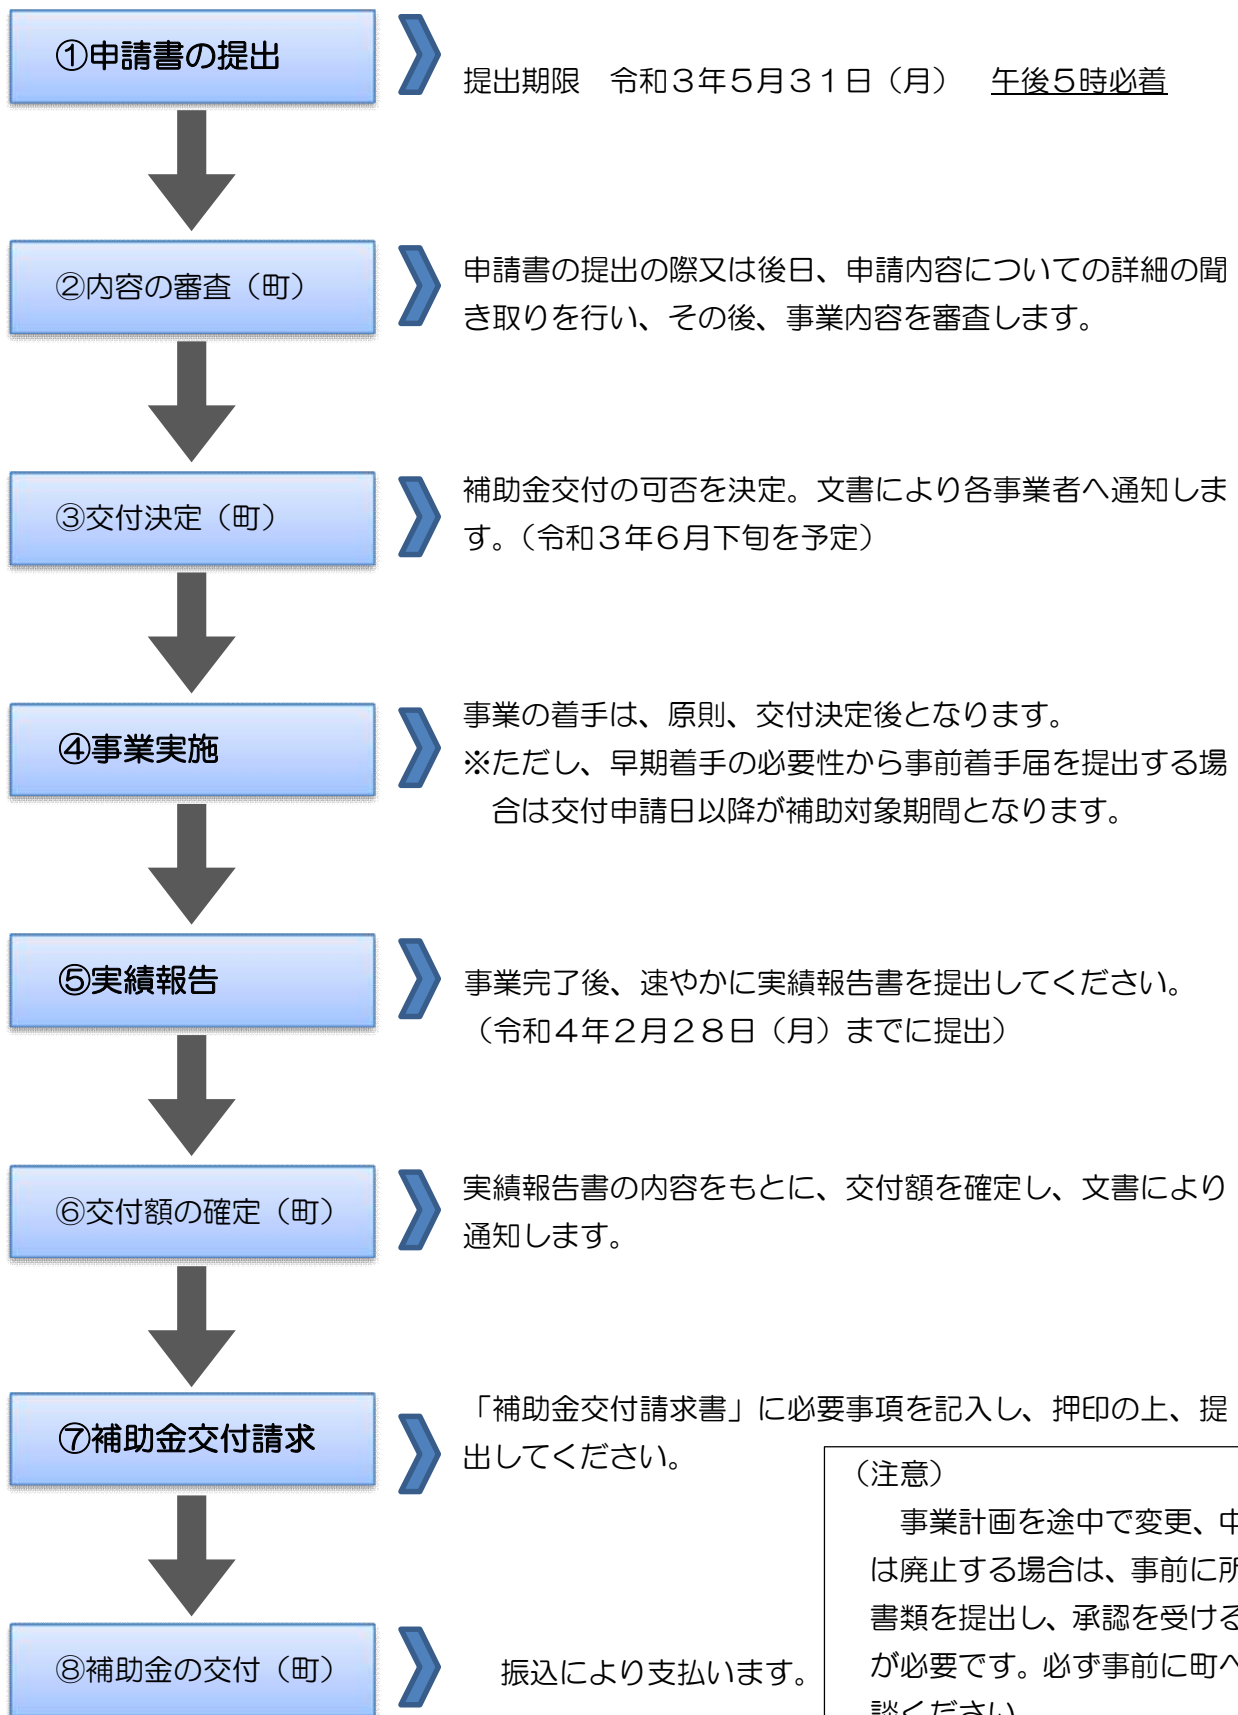 ①申請書の提出
提出期限　令和３年５月３１日（月）　午後５時必着
②内容の審査（町）
申請書の提出の際又は後日、申請内容についての詳細の聞
き取りを行い、その後、事業内容を審査します。
③交付決定（町）
補助金交付の可否を決定。文書により各事業者へ通知しま
す。（令和３年６月下旬を予定）
④事業実施
事業の着手は、原則、交付決定後となります。
※ただし、早期着手の必要性から事前着手届を提出する場
合は交付申請日以降が補助対象期間となります。
⑤実績報告
事業完了後、速やかに実績報告書を提出してください。
（令和４年２月２８日（月）までに提出）
⑥交付額の確定（町）
実績報告書の内容をもとに、交付額を確定し、文書により
通知します。
⑦補助金交付請求
「補助金交付請求書」に必要事項を記入し、押印の上、提
出してください。
⑧補助金の交付（町）
振込により支払います。
（注意）
事業計画を途中で変更、中
は廃止する場合は、事前に所
書類を提出し、承認を受ける
が必要です。必ず事前に町へ
談ください